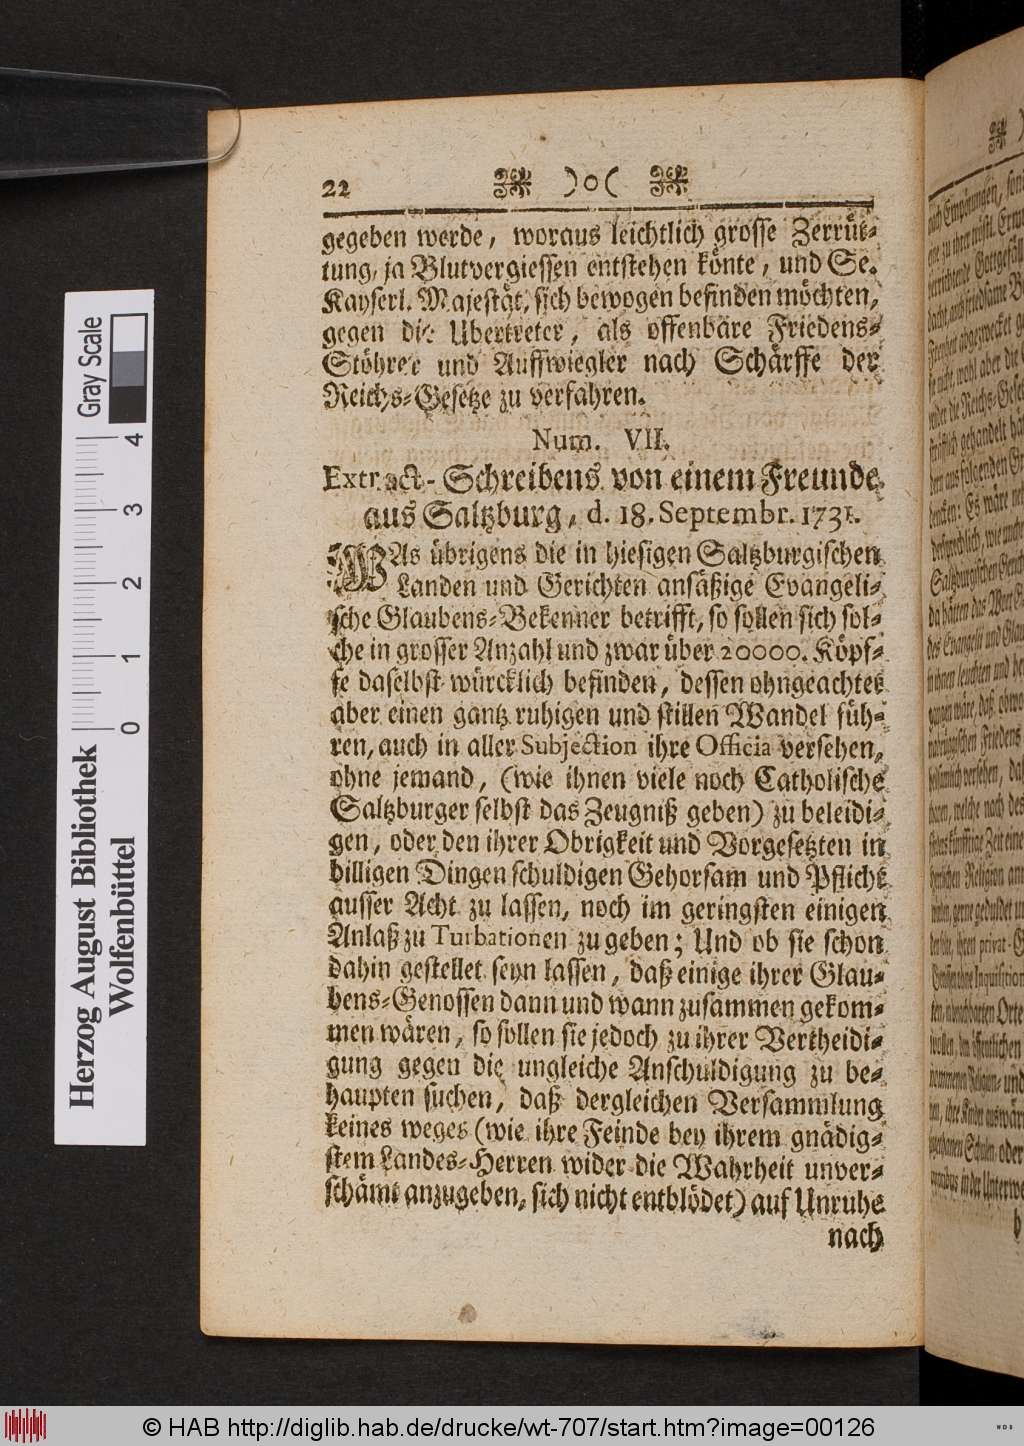 22 )o(
gegeben werde, woraus leichtlich grosse Zerrüt-
tung, ja Blutvergiessen entstehen könte, und Se.
Kayserl. Majestät, sich bewogen befinden möchten,
gegen die Ubertreter, als offenbare Friedens-
Stöhrer und Auffwiegler nach Schärffe der
Reichs-Gesetze zu verfahren.
Num. VII.
Extract-Schreibens von einem Freunde
aus Saltzburg, d. 18. Septembr. 1731.
WAs übrigens die in hiesigen Saltzburgischen
Landen und Gerichten ansäßige Evangeli-
sche Glaubens-Bekenner betrifft, so sollen sich sol-
che in grosser Anzahl und zwar über 20000. Köpf-
fe daselbst würcklich befinden, dessen ohngeachtet
aber einen gantz ruhigen und stillen Wandel füh-
ren, auch in aller Subjection ihre Officia versehen,
ohne jemand, (wie ihnen viele noch Catholische
Saltzburger selbst das Zeugniß geben) zu beleidi-
gen, oder den ihrer Obrigkeit und Vorgesetzten in
billigen Dingen schuldigen Gehorsam und Pflicht
ausser Acht zu lassen, noch im geringsten einigen
Anlaß zu Turbationen zu geben; Und ob sie schon
dahin gestellet seyn lassen, daß einige ihrer Glau-
bens-Genossen dann und wann zusammen gekom-
men wären, so sollen sie jedoch zu ihrer Vertheidi-
gung gegen die ungleiche Anschuldigung zu be-
haupten suchen, daß dergleichen Versammlung
keines weges (wie ihre Feinde bey ihrem gnädig-
stem Landes-Herren wider die Wahrheit unver-
schämt anzugeben, sich nicht entblödet) auf Unruhe
nach
Gray Scale
0 1 2 3 4
Herzog August Bibliothek
Wolfenbüttel
© HAB http://diglib.hab.de/drucke/wt-707/start.htm?image=00126